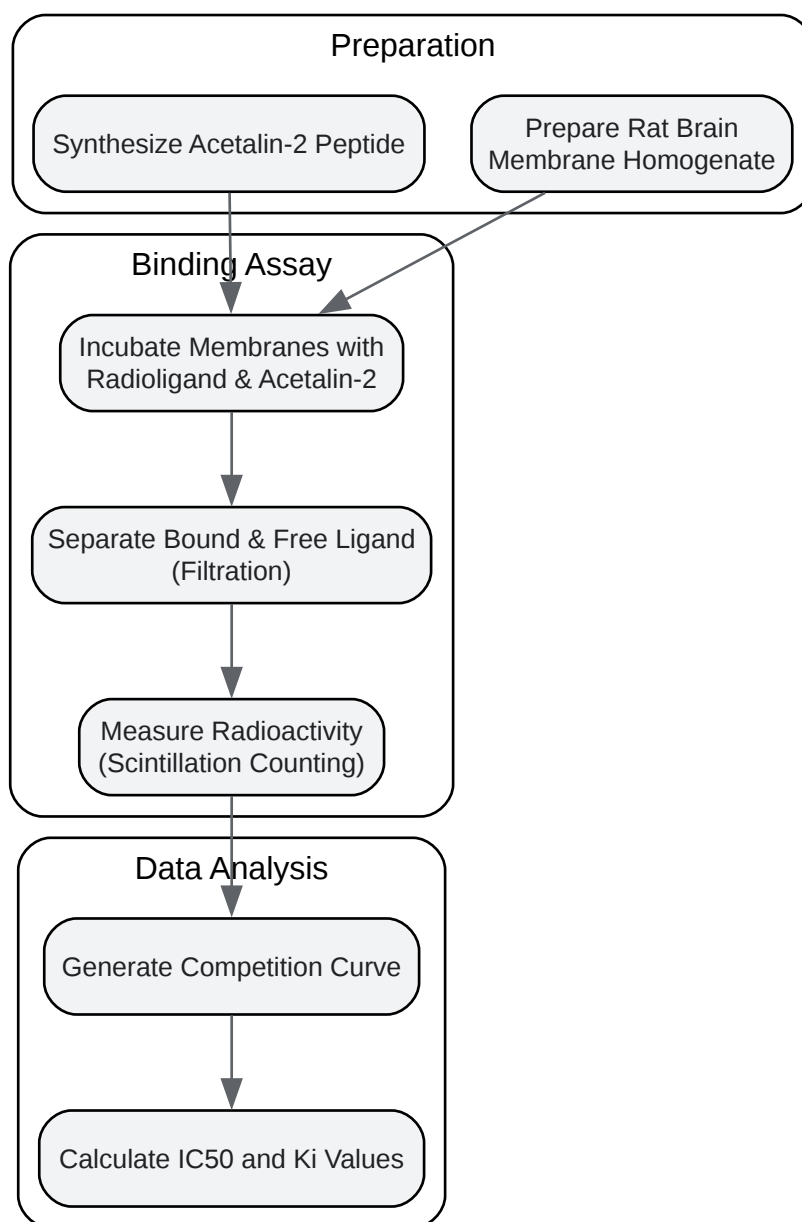 Preparation
Synthesize Acetalin-2 Peptide
Prepare Rat Brain
Membrane Homogenate
Binding Assay
Incubate Membranes with
Radioligand & Acetalin-2
Separate Bound & Free Ligand
(Filtration)
Measure Radioactivity
(Scintillation Counting)
Data Analysis
Generate Competition Curve
Calculate IC50 and Ki Values